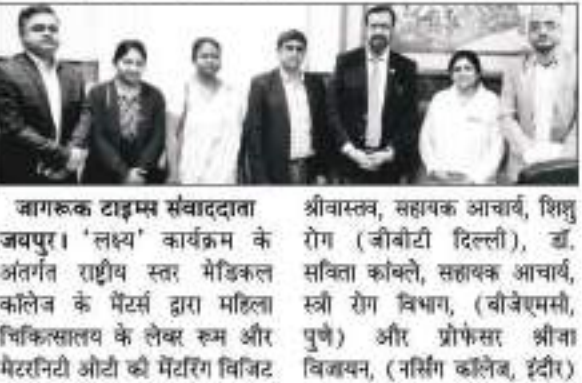 जागरूक टाइम्स संवाददाता
जयपुर। 'लक्ष्य' कार्यक्रम के
अंतर्गत राष्ट्रीय स्तर मेडिकल
कॉलेज के मेंटर्स द्वारा महिला
चिकित्सालय के लेबर रूम और
मेटरनिटी ओटी की मेंटरिंग विजिट
श्रीवास्तव, सहायक आचार्य, शिशु
रोग (जीबीटी दिल्ली), डॉ.
सविता कांबले, सहायक आचार्य,
स्त्री रोग विभाग, (बीजेएमसी,
पुणे) और प्रोफेसर श्रीजा
विजायन, (नर्सिंग कॉलेज, इंदौर)